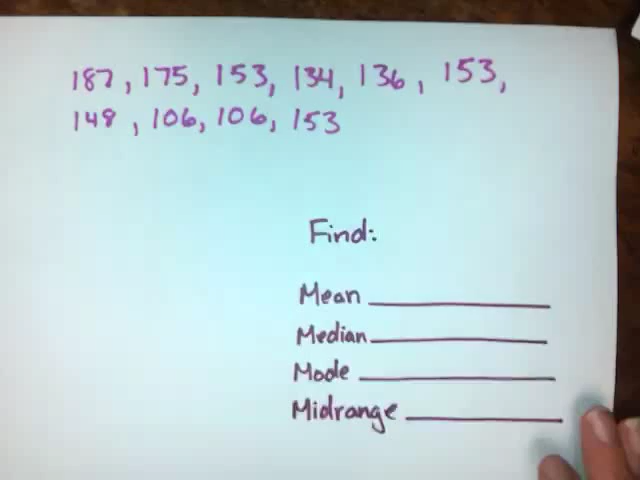 187, 175, 153, 134, 136, 153,
148, 106, 106, 153
Find:
Mean
Median
Mode
Midrange